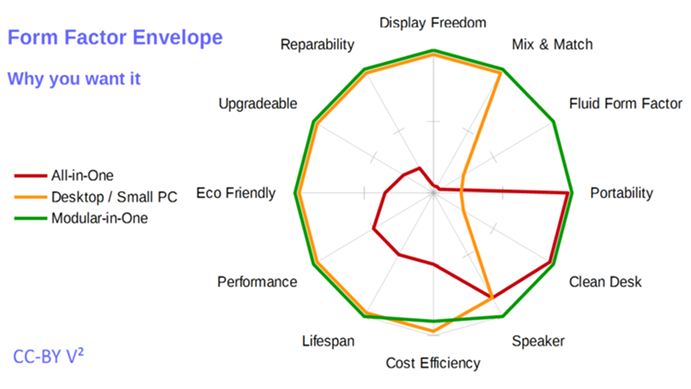 Form Factor Envelope
Why you want it
All-in-One
Desktop / Small PC
Modular-in-One
CC-BY V²
Display Freedom
Mix & Match
Fluid Form Factor
Portability
Clean Desk
Speaker
Cost Efficiency
Lifespan
Performance
Eco Friendly
Upgradeable
Reparability